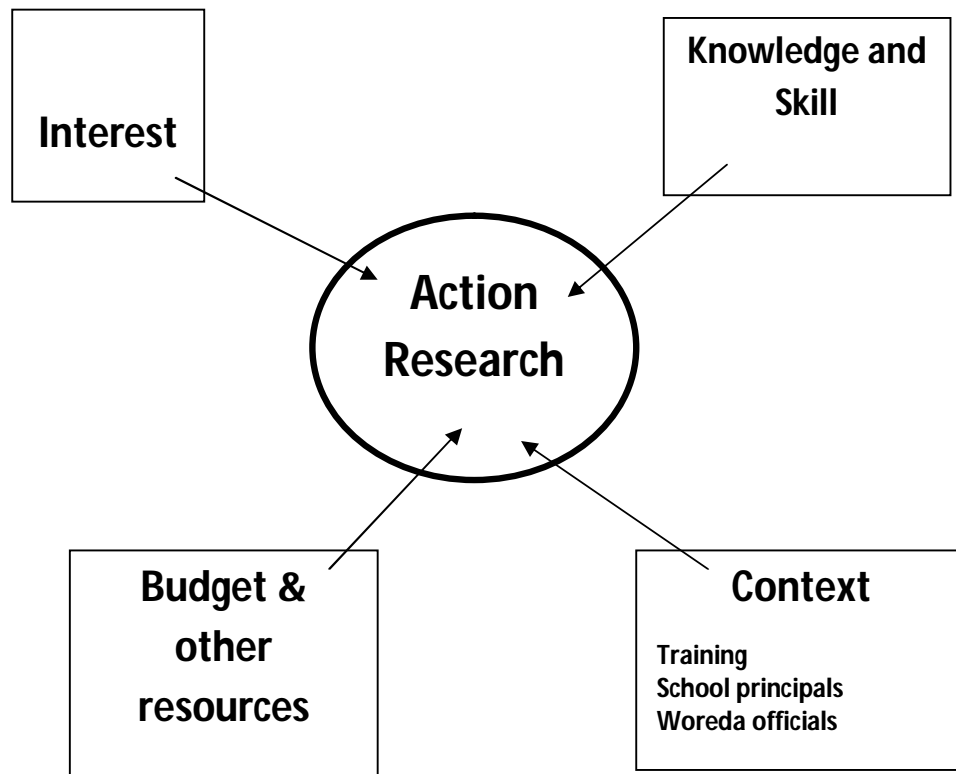 Interest
Knowledge and
Skill
Action
Research
Budget &
other
resources
Context
Training
School principals
Woreda officials